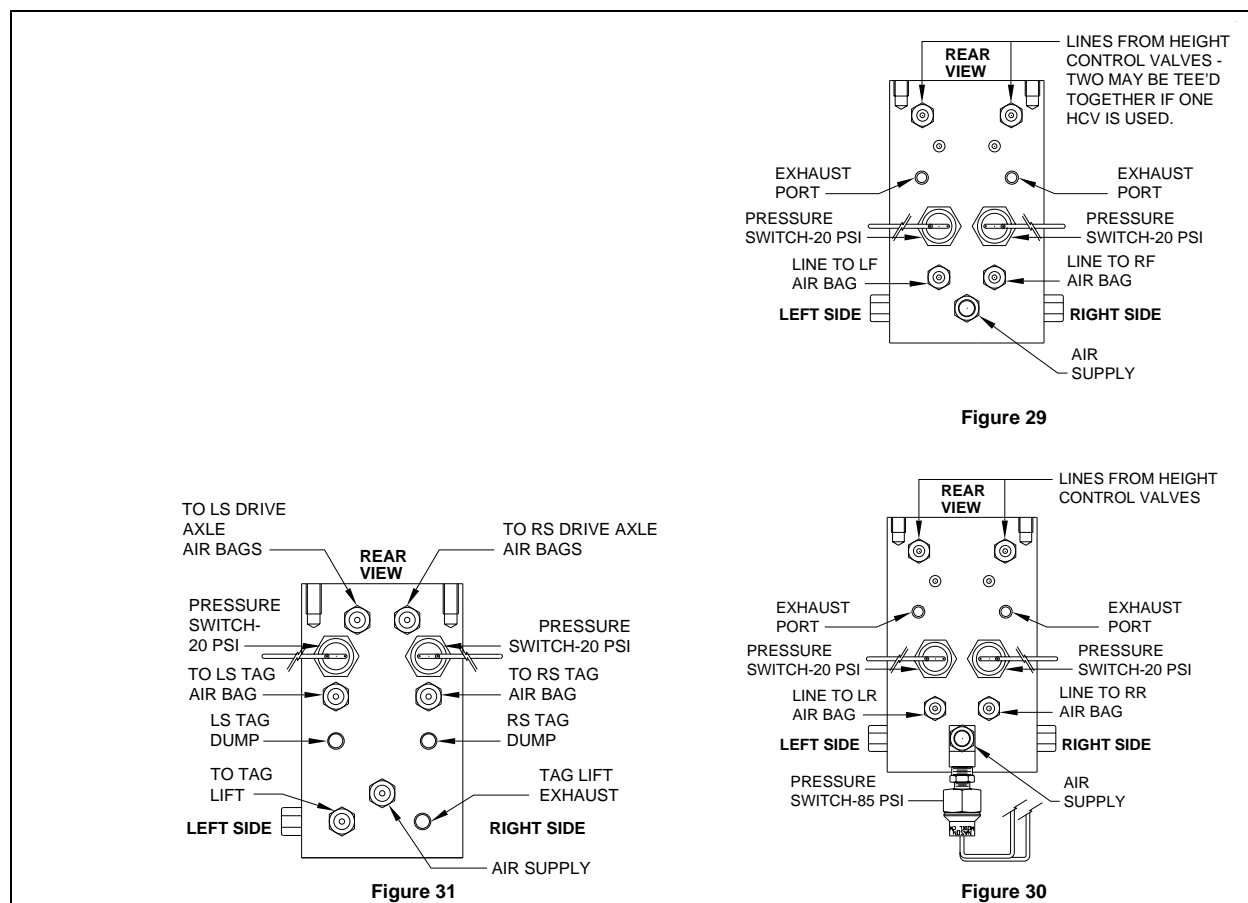 LINES FROM HEIGHT
CONTROL VALVES -
TWO MAY BE TEE'D
TOGETHER IF ONE
HCV IS USED.
REAR
VIEW
EXHAUST
PORT
EXHAUST
PORT
PRESSURE
SWITCH-20 PSI
PRESSURE
SWITCH-20 PSI
LINE TO LF
AIR BAG
LINE TO RF
AIR BAG
LEFT SIDE
RIGHT SIDE
AIR
SUPPLY
Figure 29
TO LS DRIVE
AXLE
AIR BAGS
TO RS DRIVE AXLE
AIR BAGS
REAR
VIEW
PRESSURE
SWITCH-
20 PSI
PRESSURE
SWITCH-20 PSI
TO LS TAG
AIR BAG
TO RS TAG
AIR BAG
LS TAG
DUMP
RS TAG
DUMP
TO TAG
LIFT
TAG LIFT
EXHAUST
LEFT SIDE
RIGHT SIDE
AIR SUPPLY
Figure 31
LINES FROM HEIGHT
CONTROL VALVES
REAR
VIEW
EXHAUST
PORT
EXHAUST
PORT
PRESSURE
SWITCH-20 PSI
PRESSURE
SWITCH-20 PSI
LINE TO LR
AIR BAG
LINE TO RR
AIR BAG
LEFT SIDE
RIGHT SIDE
PRESSURE
SWITCH-85 PSI
AIR
SUPPLY
NASON
MODEL
Figure 30